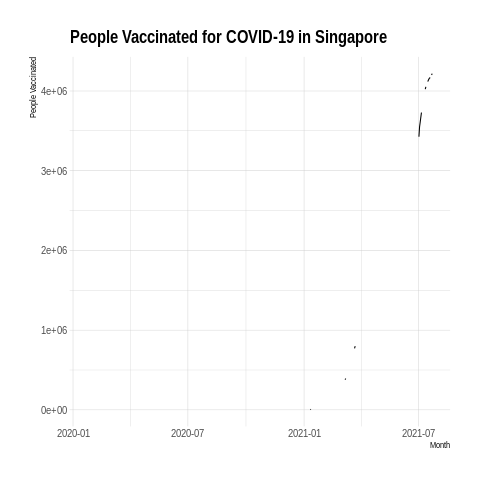 People Vaccinated for COVID-19 in Singapore
People Vaccinated
4e+06
3e+06
2e+06
1e+06
0e+00
2020-01
2020-07
2021-01
2021-07
Month